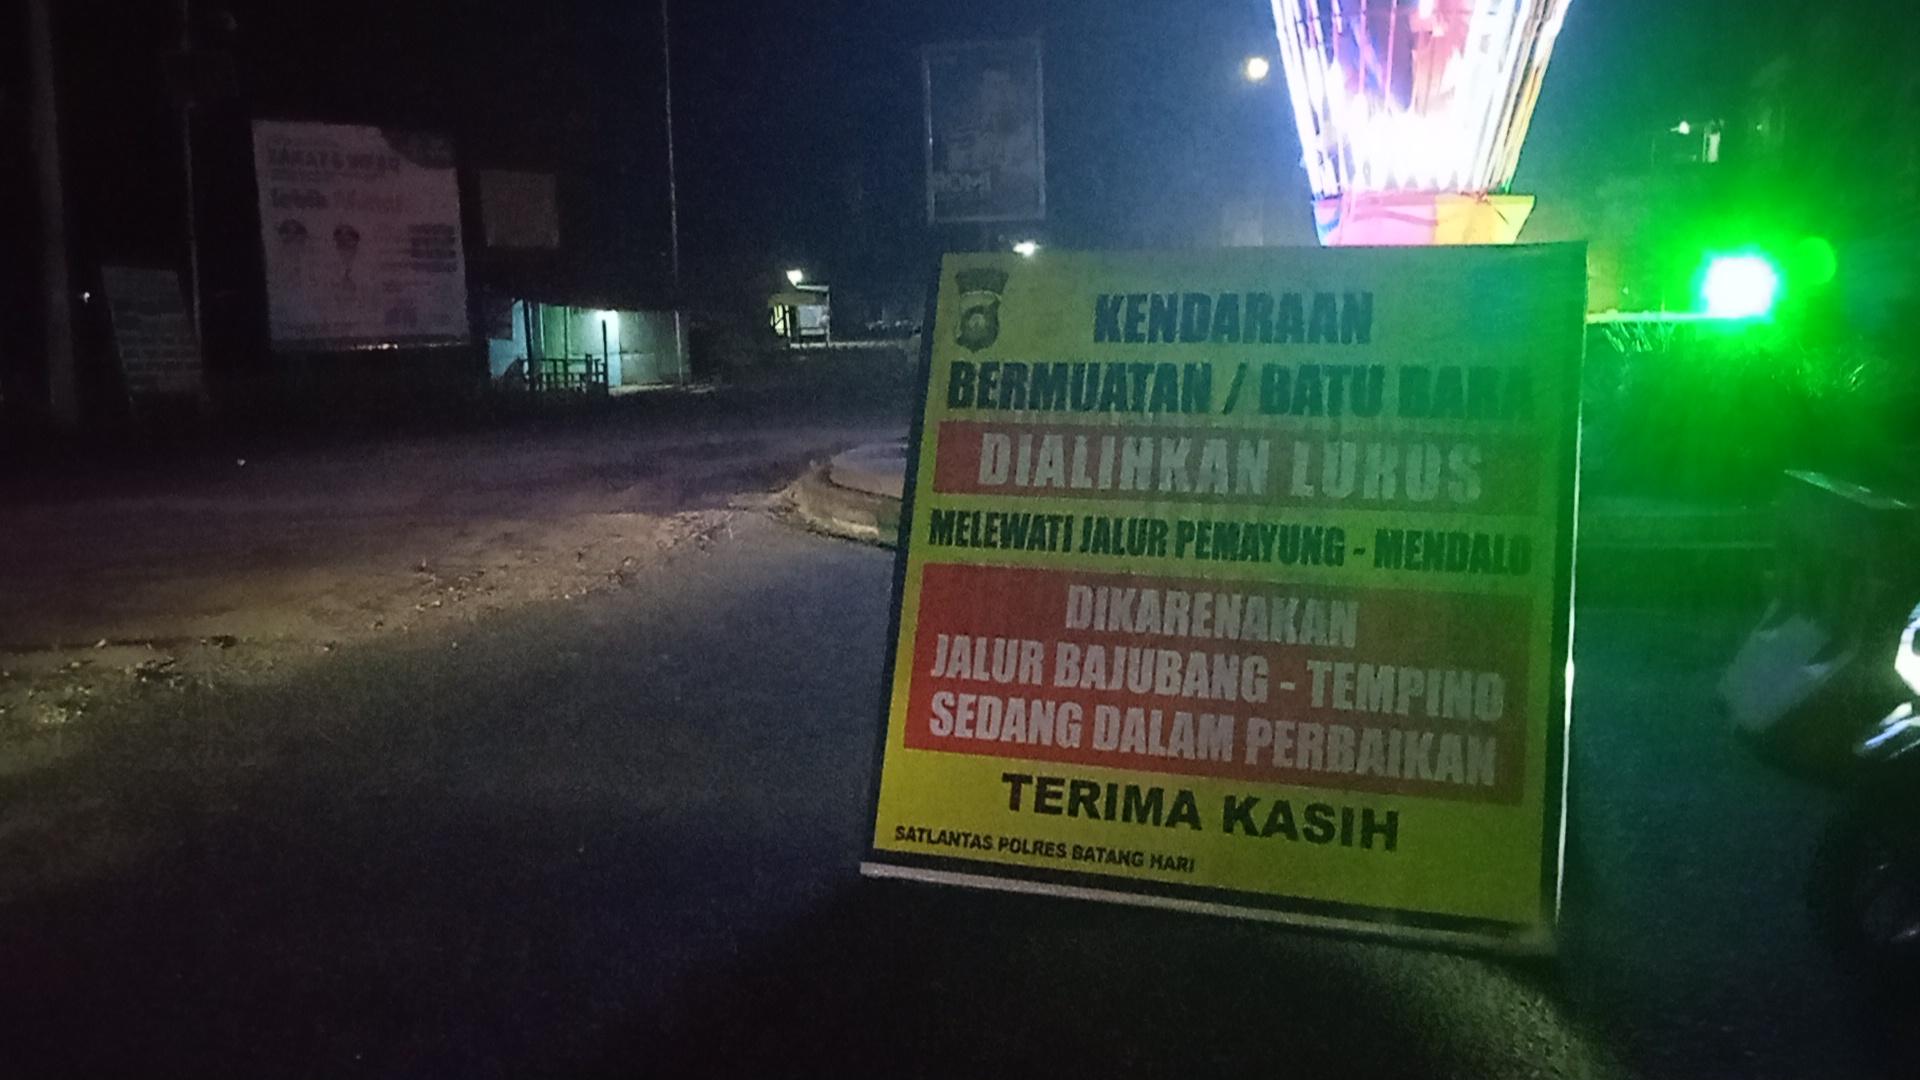 KENDARAAN
BERMUATAN / BATU BARA
DIALIHKAN LURUS
MELEWATI JALUR PEMAYUNG - MENDALO
DIKARENAKAN
JALUR BAJUBANG - TEMPINO
SEDANG DALAM PERBAIKAN
TERIMA KASIH
SATLANTAS POLRES BATANG HARI